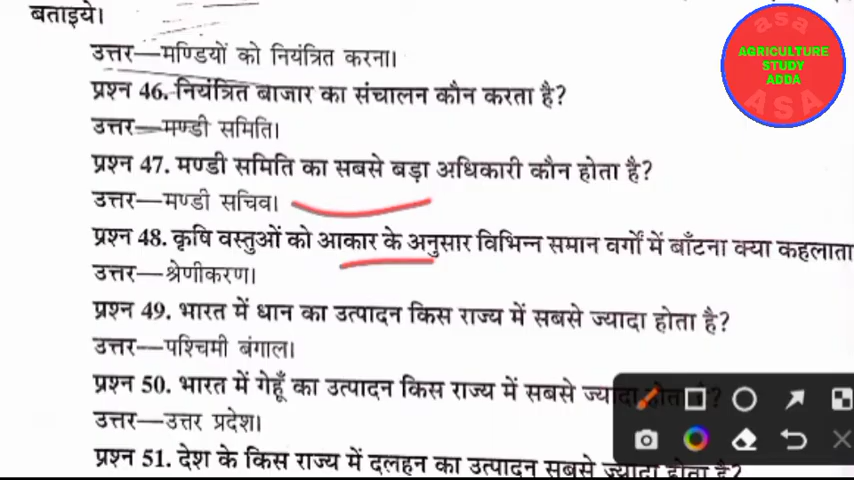 बताइये।
उत्तर—मण्डियों को नियंत्रित करना।
प्रश्न 46. नियंत्रित बाजार का संचालन कौन करता है?
उत्तर—मण्डी समिति।
प्रश्न 47. मण्डी समिति का सबसे बड़ा अधिकारी कौन होता है?
उत्तर—मण्डी सचिव।
प्रश्न 48. कृषि वस्तुओं को आकार के अनुसार विभिन्न समान वर्गों में बाँटना क्या कहलाता
उत्तर—श्रेणीकरण।
प्रश्न 49. भारत में धान का उत्पादन किस राज्य में सबसे ज्यादा होता है?
उत्तर—पश्चिमी बंगाल।
प्रश्न 50. भारत में गेहूँ का उत्पादन किस राज्य में सबसे ज्यादा होता है?
उत्तर—उत्तर प्रदेश।
प्रश्न 51. देश के किस राज्य में दलहन का उत्पादन सबसे ज्यादा होता है?
asa
AGRICULTURE
STUDY
ADDA
ASA